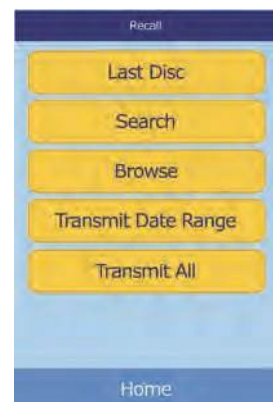 Recall
Last Disc
Search
Browse
Transmit Date Range
Transmit All
Home